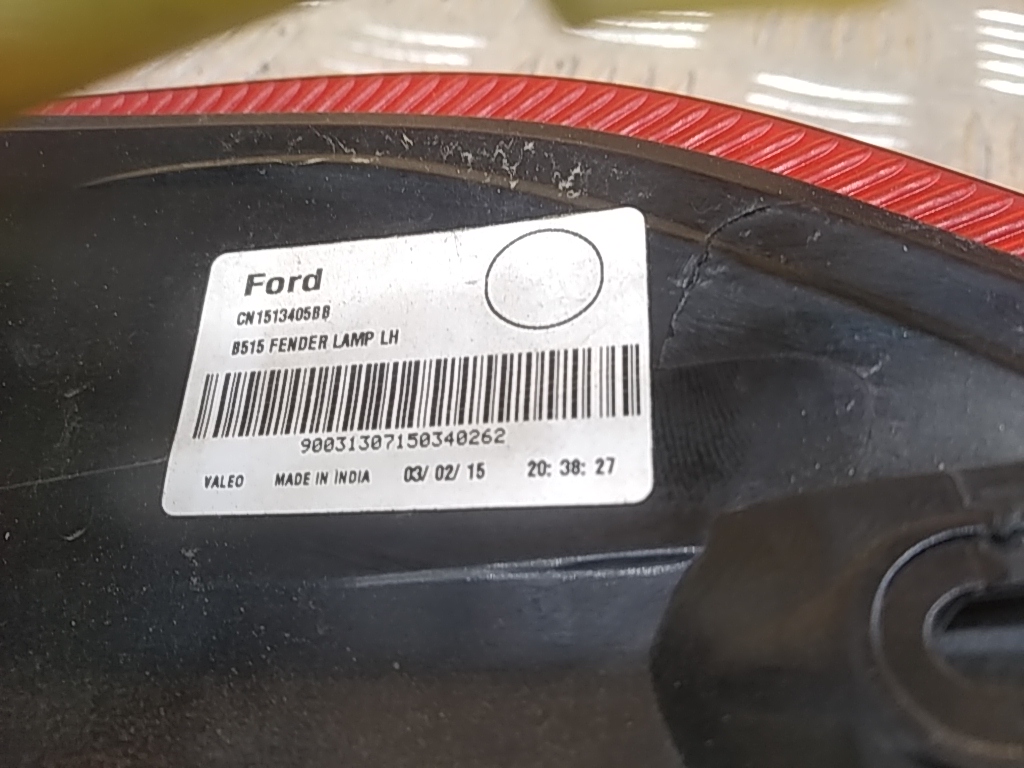 Ford
CN1513405BB
B515 FENDER LAMP LH
90031307150340262
VALEO MADE IN INDIA 03/ 02/ 15 20: 38: 27